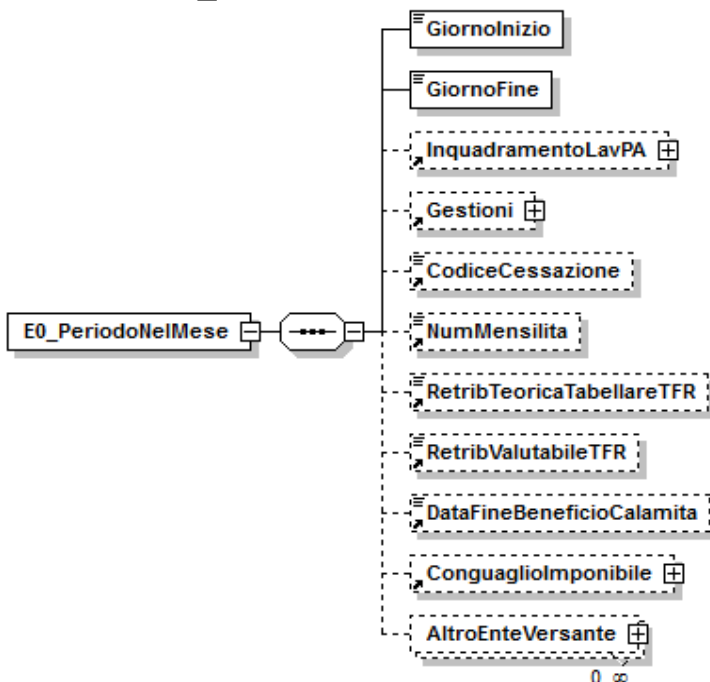 GiornoInizio
GiornoFine
InquadramentoLavPA
Gestioni
CodiceCessazione
E0_PeriodoNelMese
NumMensilita
RetribTeoricaTabellareTFR
RetribValutabileTFR
DataFineBeneficioCalamita
ConguaglioImponibile
AltroEnteVersante
0..∞